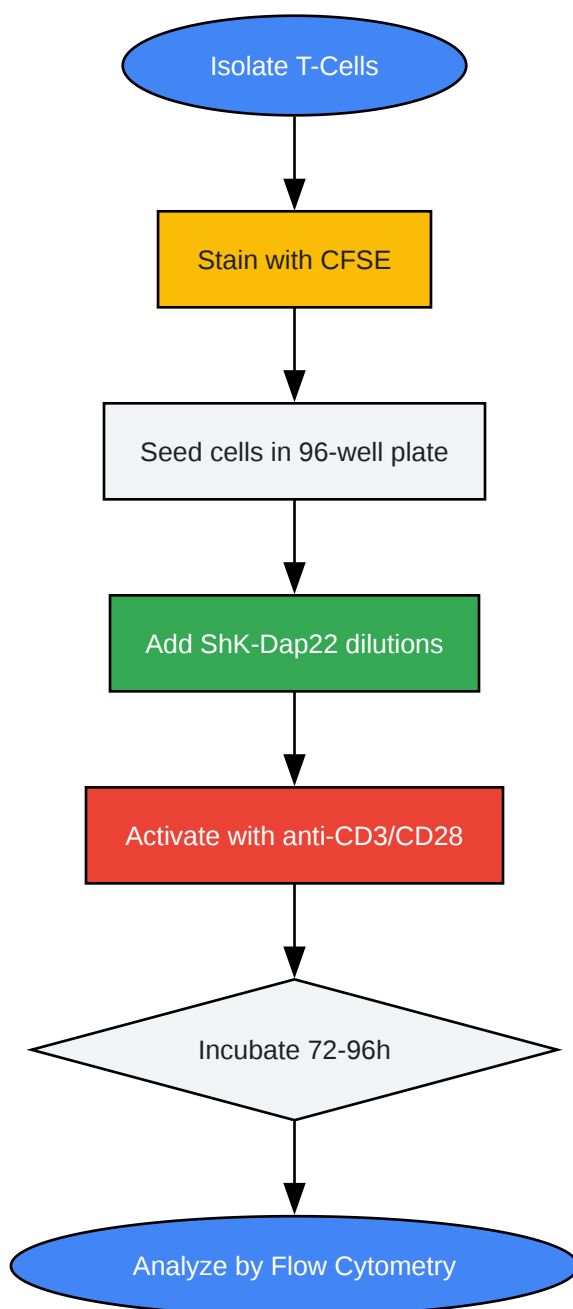 Isolate T-Cells
Stain with CFSE
Seed cells in 96-well plate
Add ShK-Dap22 dilutions
Activate with anti-CD3/CD28
Incubate 72-96h
Analyze by Flow Cytometry